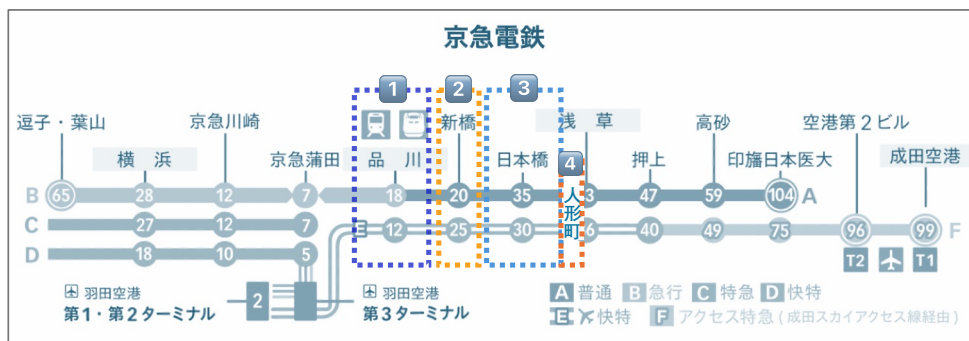 京急電鉄
1 2 3
逗子・葉山 京急川崎 新橋 浅草 高砂 空港第2ビル
横浜 京急蒲田 品川 日本橋 4 押上 印旛日本医大 成田空港
B 65 28 12 7 18 20 35 人形町 3 47 59 104 A
C 27 12 7 E 12 25 30 6 40 49 75 96 99 F
D 18 10 5 T2 T1
羽田空港 第1・第2ターミナル
2
羽田空港 第3ターミナル
A 普通 B 急行 C 特急 D 快特
E 快特 F アクセス特急(成田スカイアクセス線経由)